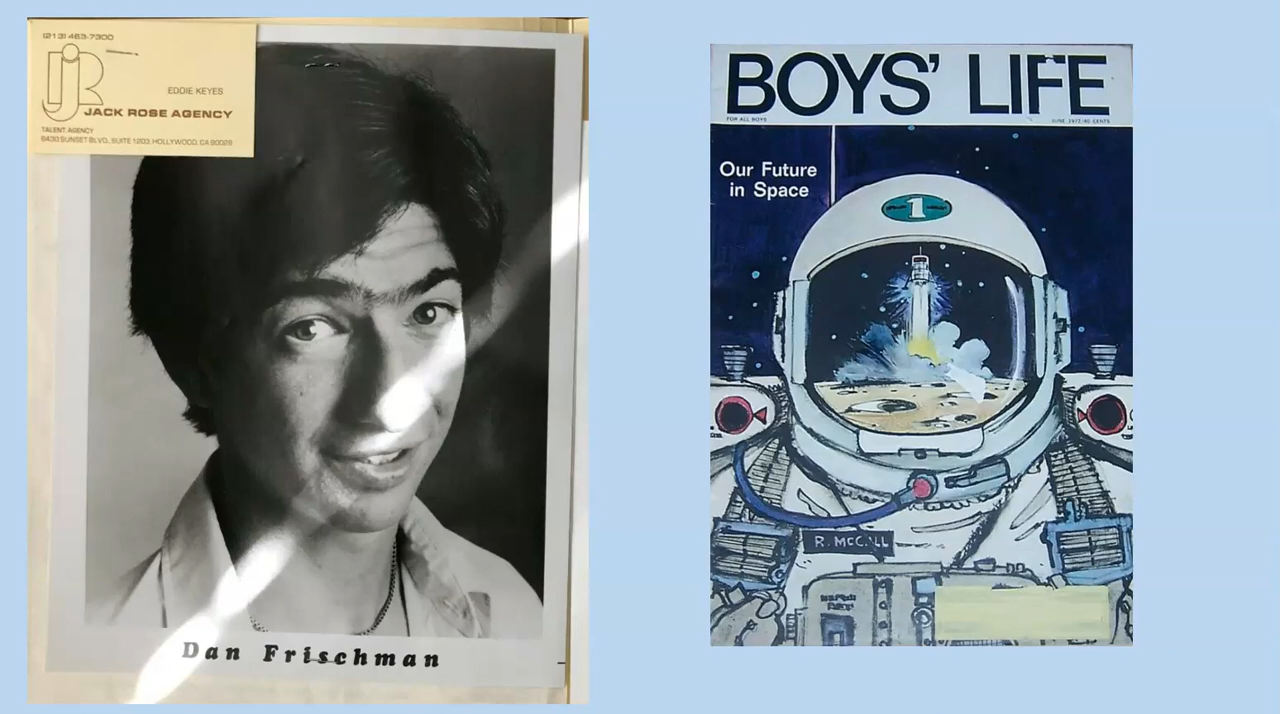 (213) 463-7300
EDDIE KEYES
JACK ROSE AGENCY
TALENT AGENCY
6430 SUNSET BLVD., SUITE 1203, HOLLYWOOD, CA 90028
Dan Frischman
BOYS' LIFE
FOR ALL BOYS
JUNE 1972/40 CENTS
Our Future
in Space
1
R. MCCALL